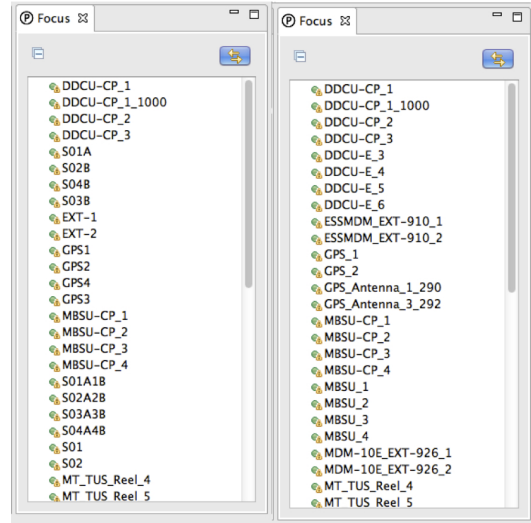 Focus
DDCU-CP_1
DDCU-CP_1_1000
DDCU-CP_2
DDCU-CP_3
S01A
S02B
S04B
S03B
EXT-1
EXT-2
GPS1
GPS2
GPS4
GPS3
MBSU-CP_1
MBSU-CP_2
MBSU-CP_3
MBSU-CP_4
S01A1B
S02A2B
S03A3B
S04A4B
S01
S02
MT_TUS_Reel_4
MT_TUS_Reel_5
Focus
DDCU-CP_1
DDCU-CP_1_1000
DDCU-CP_2
DDCU-CP_3
DDCU-E_3
DDCU-E_4
DDCU-E_5
DDCU-E_6
ESSMDM_EXT-910_1
ESSMDM_EXT-910_2
GPS_1
GPS_2
GPS_Antenna_1_290
GPS_Antenna_3_292
MBSU-CP_1
MBSU-CP_2
MBSU-CP_3
MBSU-CP_4
MBSU_1
MBSU_2
MBSU_3
MBSU_4
MDM-10E_EXT-926_1
MDM-10E_EXT-926_2
MT_TUS_Reel_4
MT_TUS_Reel_5